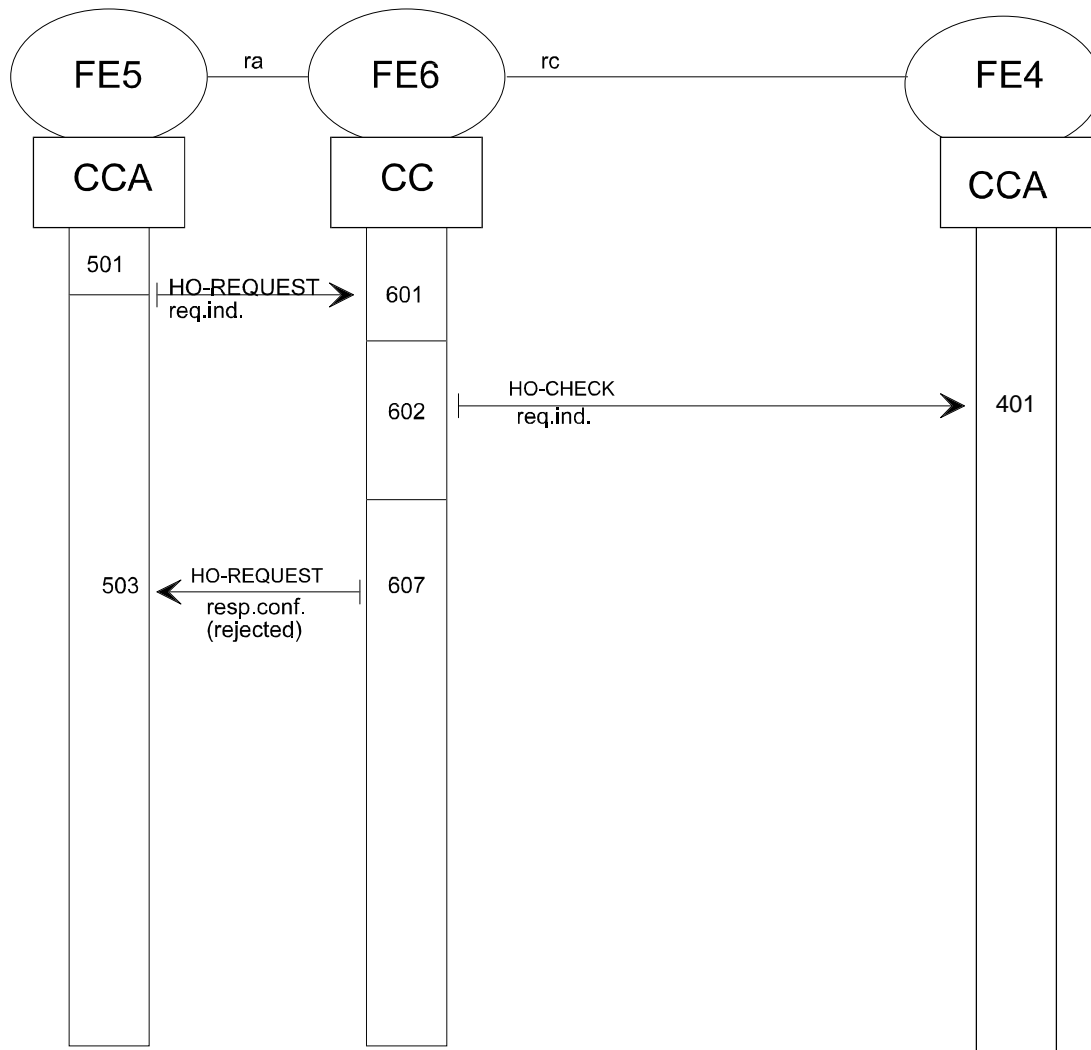 FE5
ra
FE6
rc
FE4
CCA
CC
CCA
501
HO-REQUEST
req.ind.
601
HO-CHECK
req.ind.
602
401
503
HO-REQUEST
resp.conf.
(rejected)
607